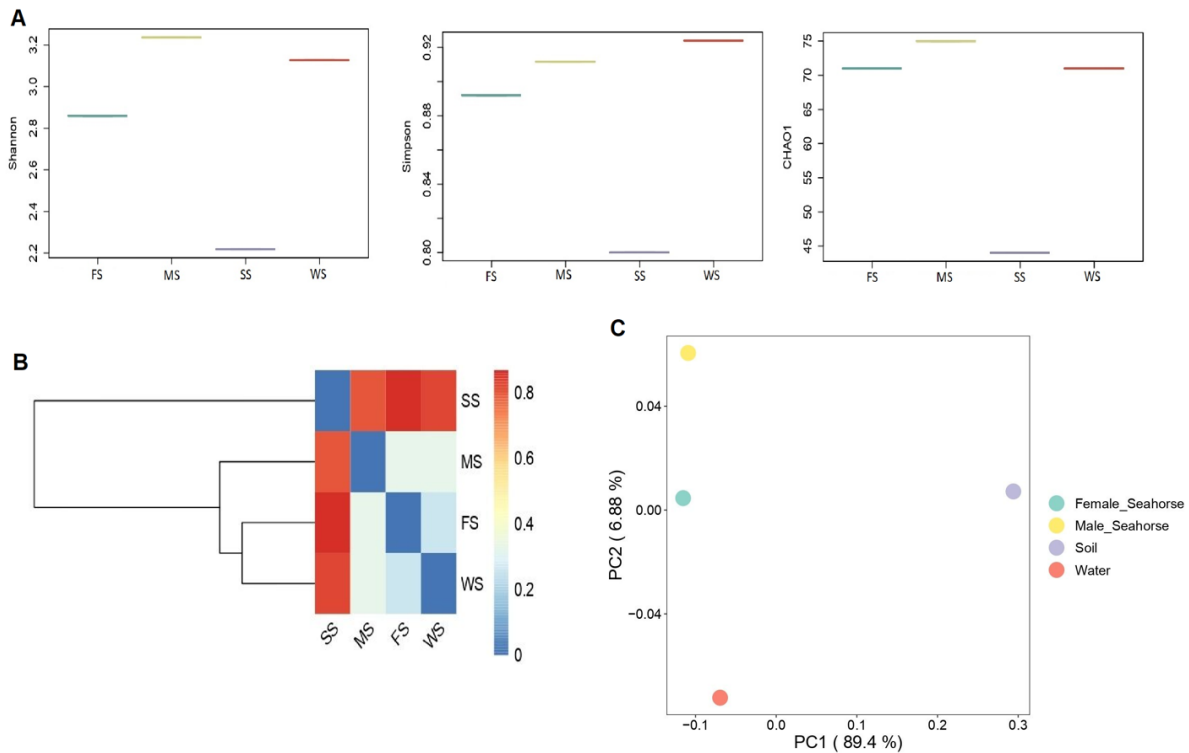 A
Shannon
3.2
3.0
2.8
2.6
2.4
2.2
FS MS SS WS
Simpson
0.92
0.88
0.84
0.80
FS MS SS WS
CHAO1
75
70
65
60
55
50
45
FS MS SS WS
B
SS
MS
FS
WS
SS MS FS WS
0.8
0.6
0.4
0.2
0
C
PC2 ( 6.88 %)
0.04
0.00
−0.04
−0.1 0.0 0.1 0.2 0.3
PC1 ( 89.4 %)
Female_Seahorse
Male_Seahorse
Soil
Water